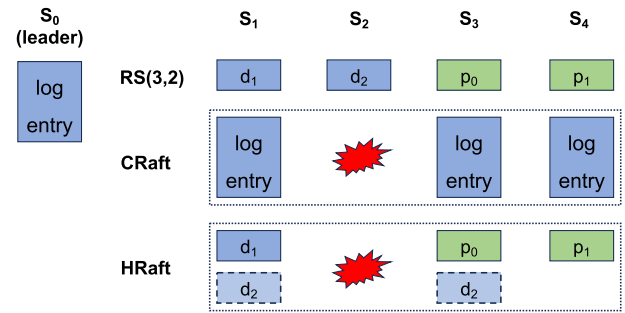 S0
(leader)
S1 S2 S3 S4
log
entry
RS(3,2) d1 d2 p0 p1
CRaft
log
entry
log
entry
log
entry
HRaft
d1 p0 p1
d2 d2